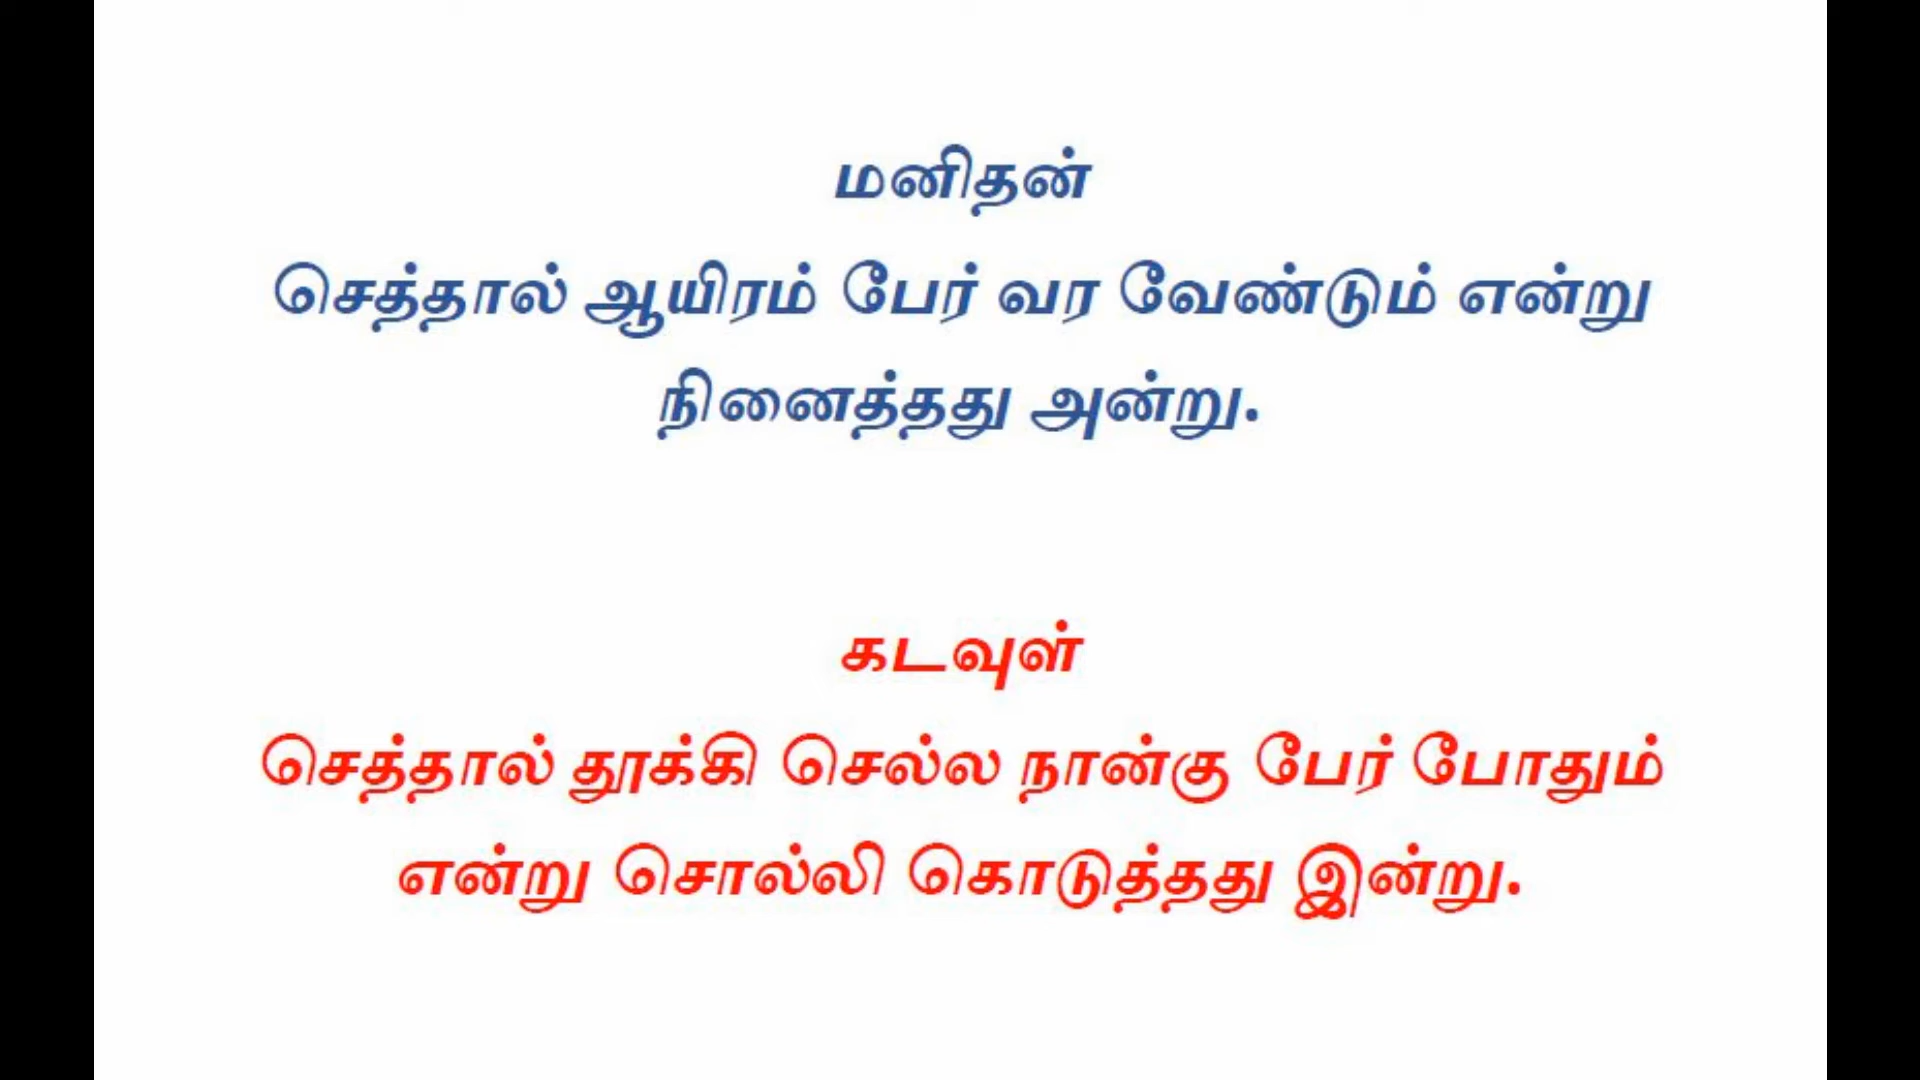 மனிதன்
செத்தால் ஆயிரம் பேர் வர வேண்டும் என்று
நினைத்தது அன்று.
கடவுள்
செத்தால் தூக்கி செல்ல நான்கு பேர் போதும்
என்று சொல்லி கொடுத்தது இன்று.